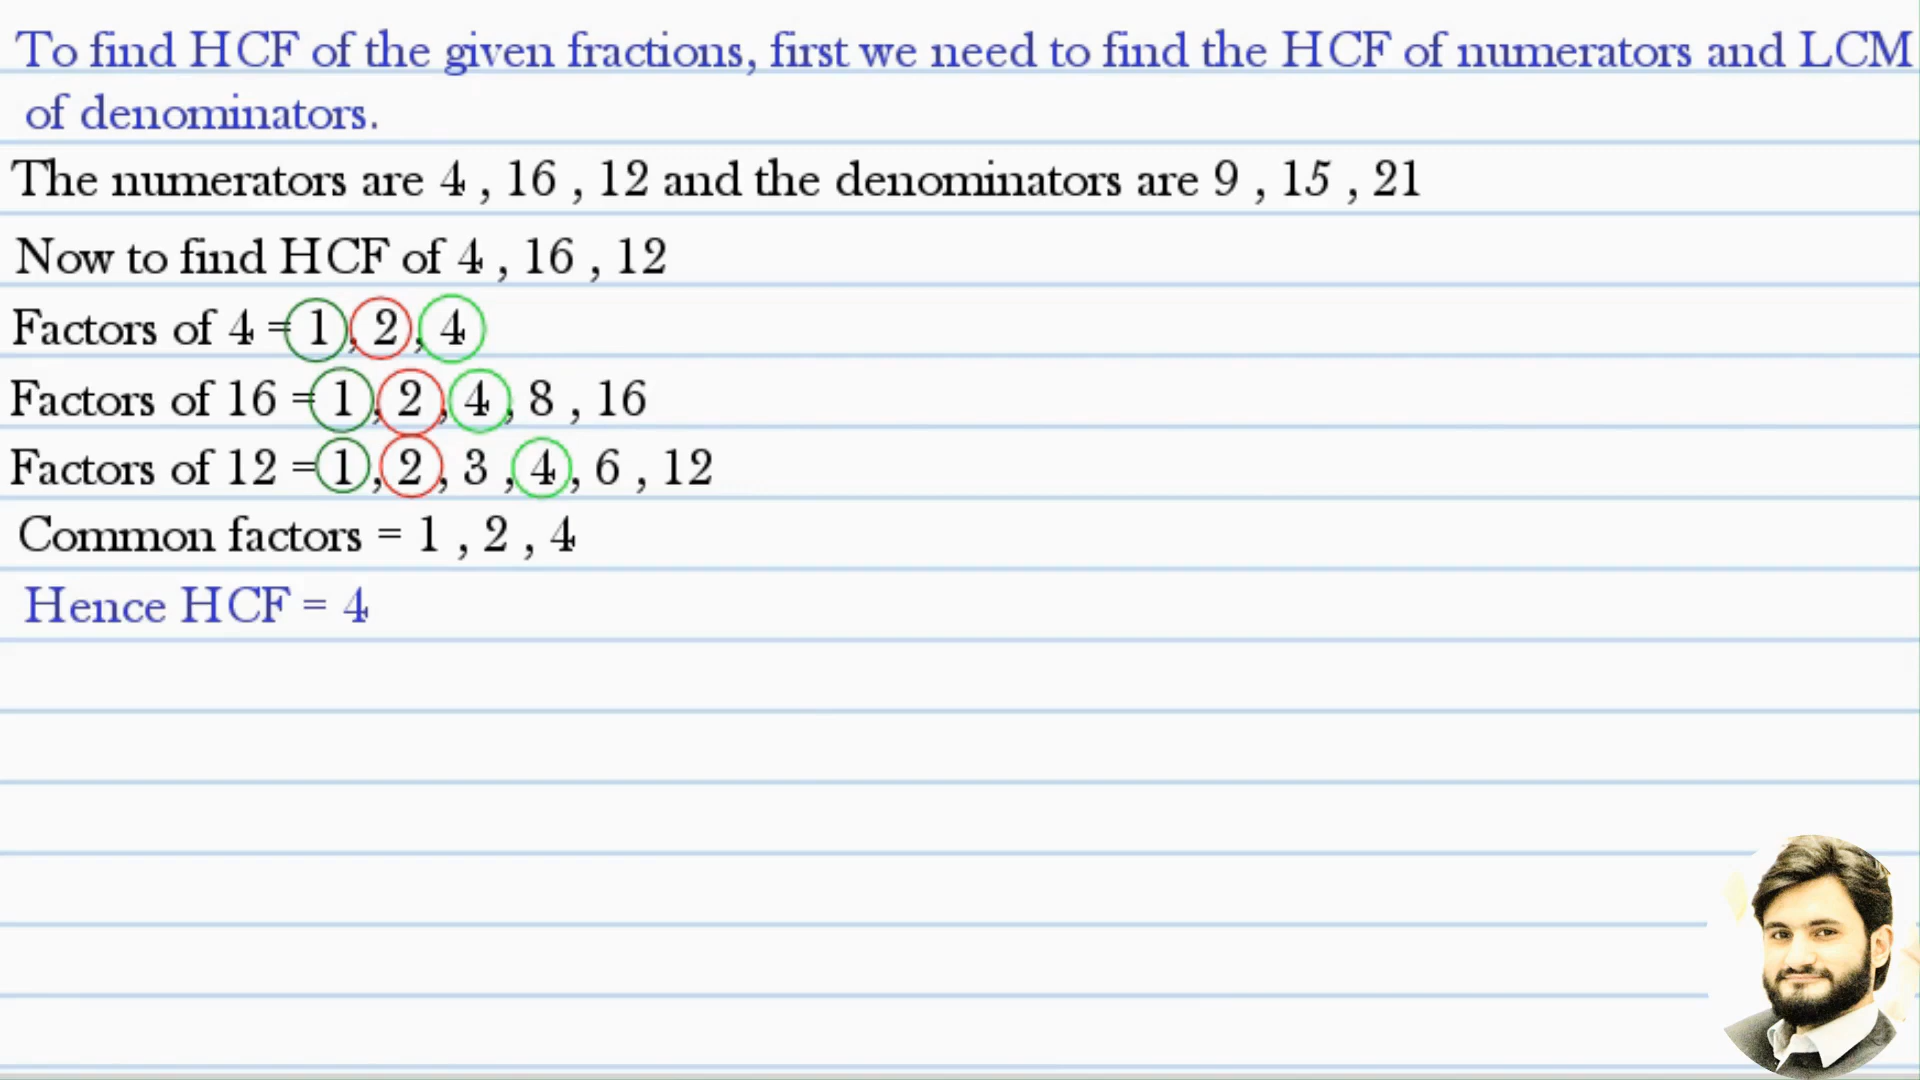 To find HCF of the given fractions, first we need to find the HCF of numerators and LCM
of denominators.
The numerators are 4 , 16 , 12 and the denominators are 9 , 15 , 21
Now to find HCF of 4 , 16 , 12
Factors of 4 = 1 , 2 , 4
Factors of 16 = 1 , 2 , 4 , 8 , 16
Factors of 12 = 1 , 2 , 3 , 4 , 6 , 12
Common factors = 1 , 2 , 4
Hence HCF = 4